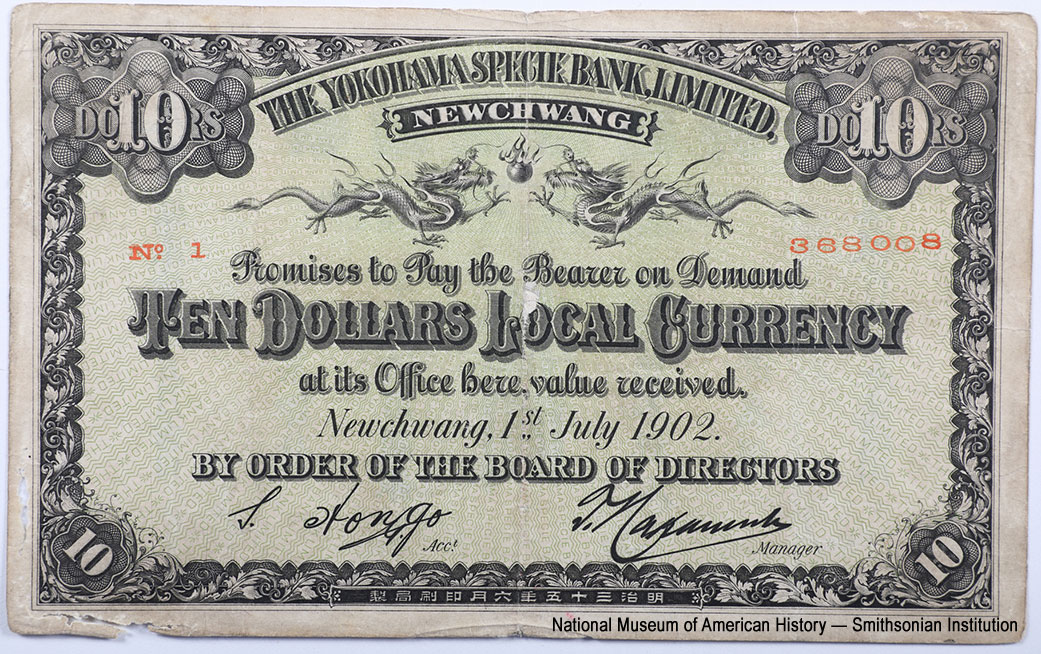 THE YOKOHAMA SPECIE BANK, LIMITED.
NEWCHWANG
DOLLARS 10
DOLLARS 10
No. 1 368008
Promises to Pay the Bearer on Demand
TEN DOLLARS LOCAL CURRENCY
at its Office here, value received.
Newchwang, 1st July 1902.
BY ORDER OF THE BOARD OF DIRECTORS
S. Hongo
Acct.
Manager
10
10
製局刷印月六年五十三治明
National Museum of American History — Smithsonian Institution